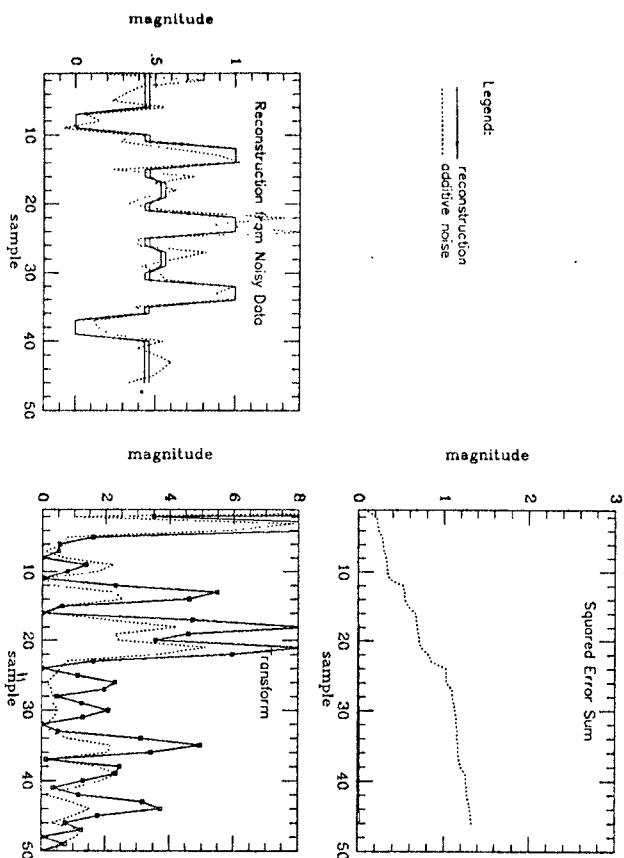 Legend:
reconstruction
additive noise
Squared Error Sum
magnitude
0 1 2 3
10 20 30 40 50
sample
Reconstruction from Noisy Data
magnitude
0 .5 1
10 20 30 40 50
sample
Transform
magnitude
0 2 4 6 8
10 20 30 40 50
sample